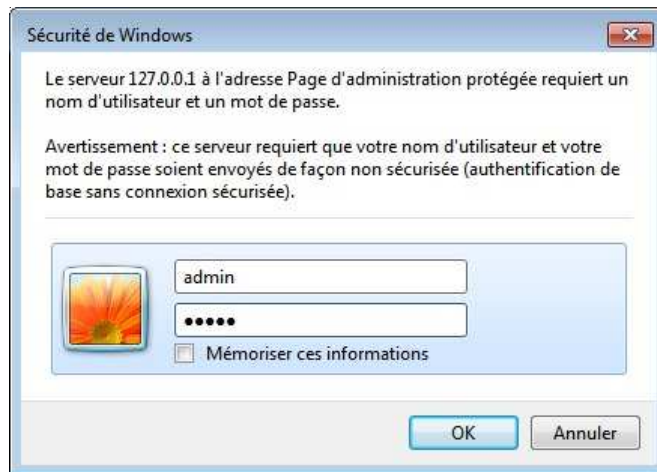 Sécurité de Windows
Le serveur 127.0.0.1 à l'adresse Page d'administration protégée requiert un
nom d'utilisateur et un mot de passe.
Avertissement : ce serveur requiert que votre nom d'utilisateur et votre
mot de passe soient envoyés de façon non sécurisée (authentification de
base sans connexion sécurisée).
admin
●●●●●
Mémoriser ces informations
OK
Annuler